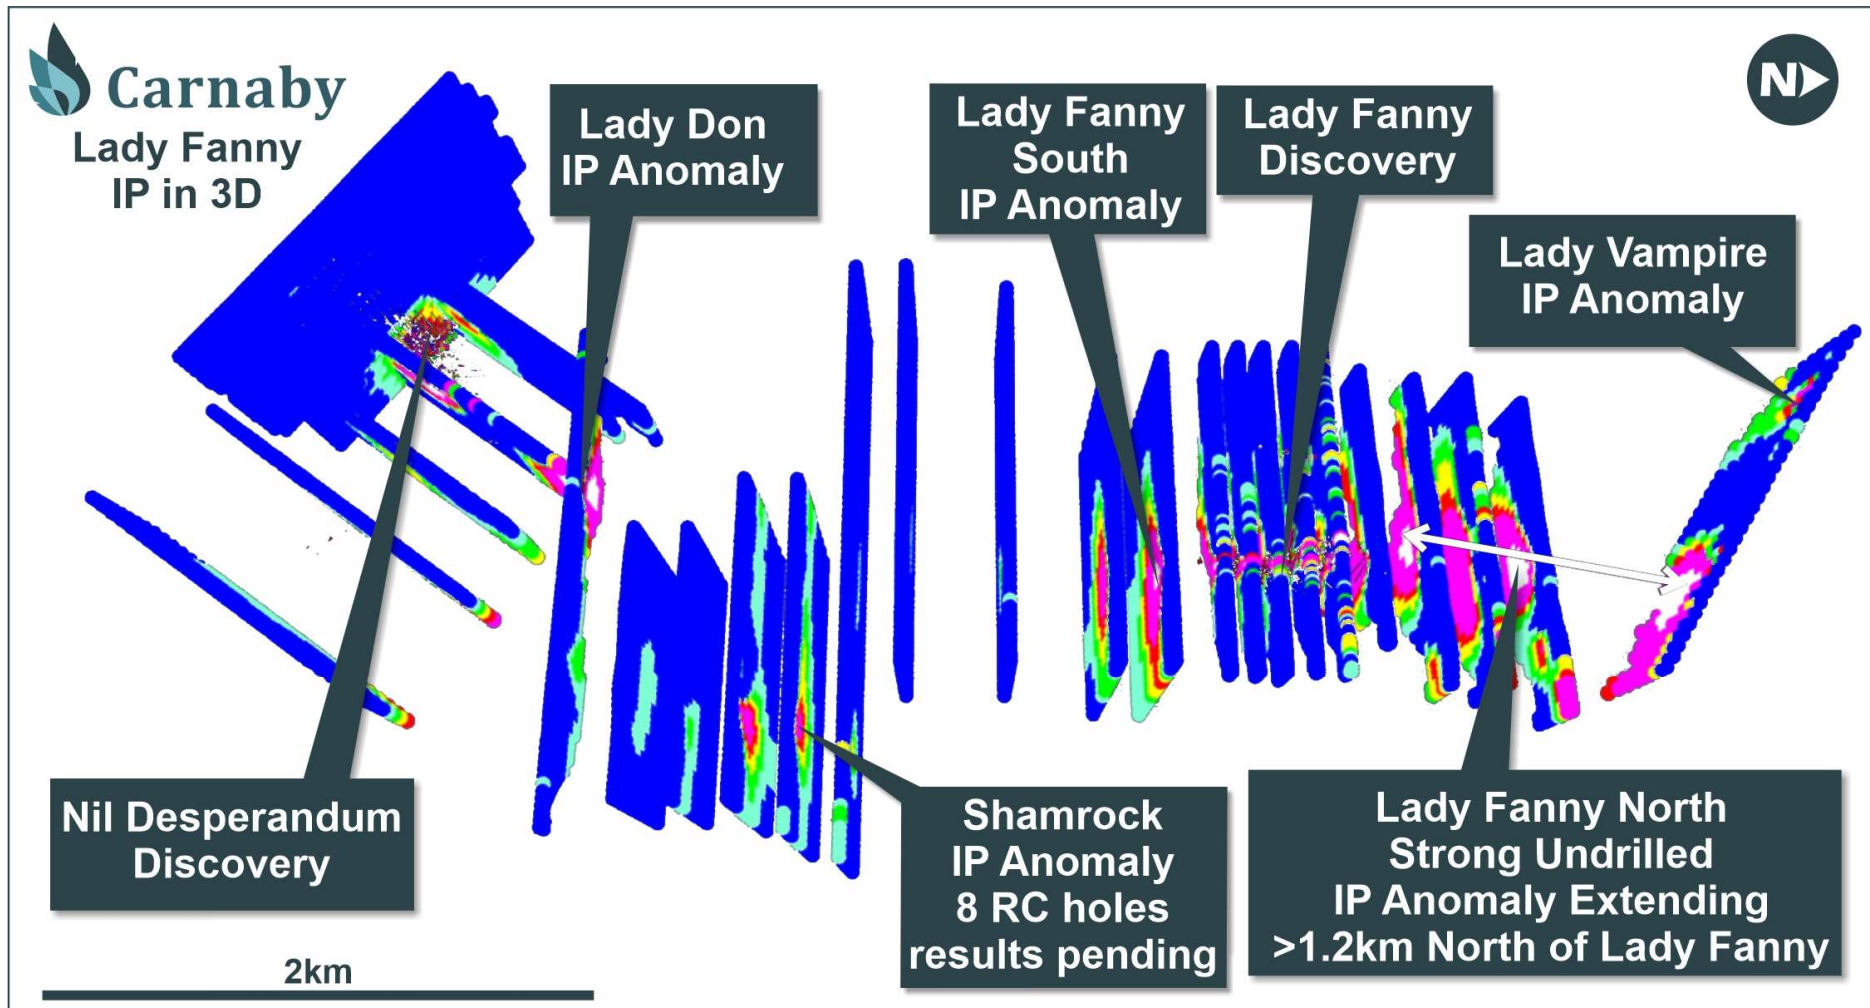 Carnaby
Lady Fanny
IP in 3D
Lady Don
IP Anomaly
Lady Fanny
South
IP Anomaly
Lady Fanny
Discovery
N
Lady Vampire
IP Anomaly
Nil Desperandum
Discovery
Shamrock
IP Anomaly
8 RC holes
results pending
Lady Fanny North
Strong Undrilled
IP Anomaly Extending
>1.2km North of Lady Fanny
2km